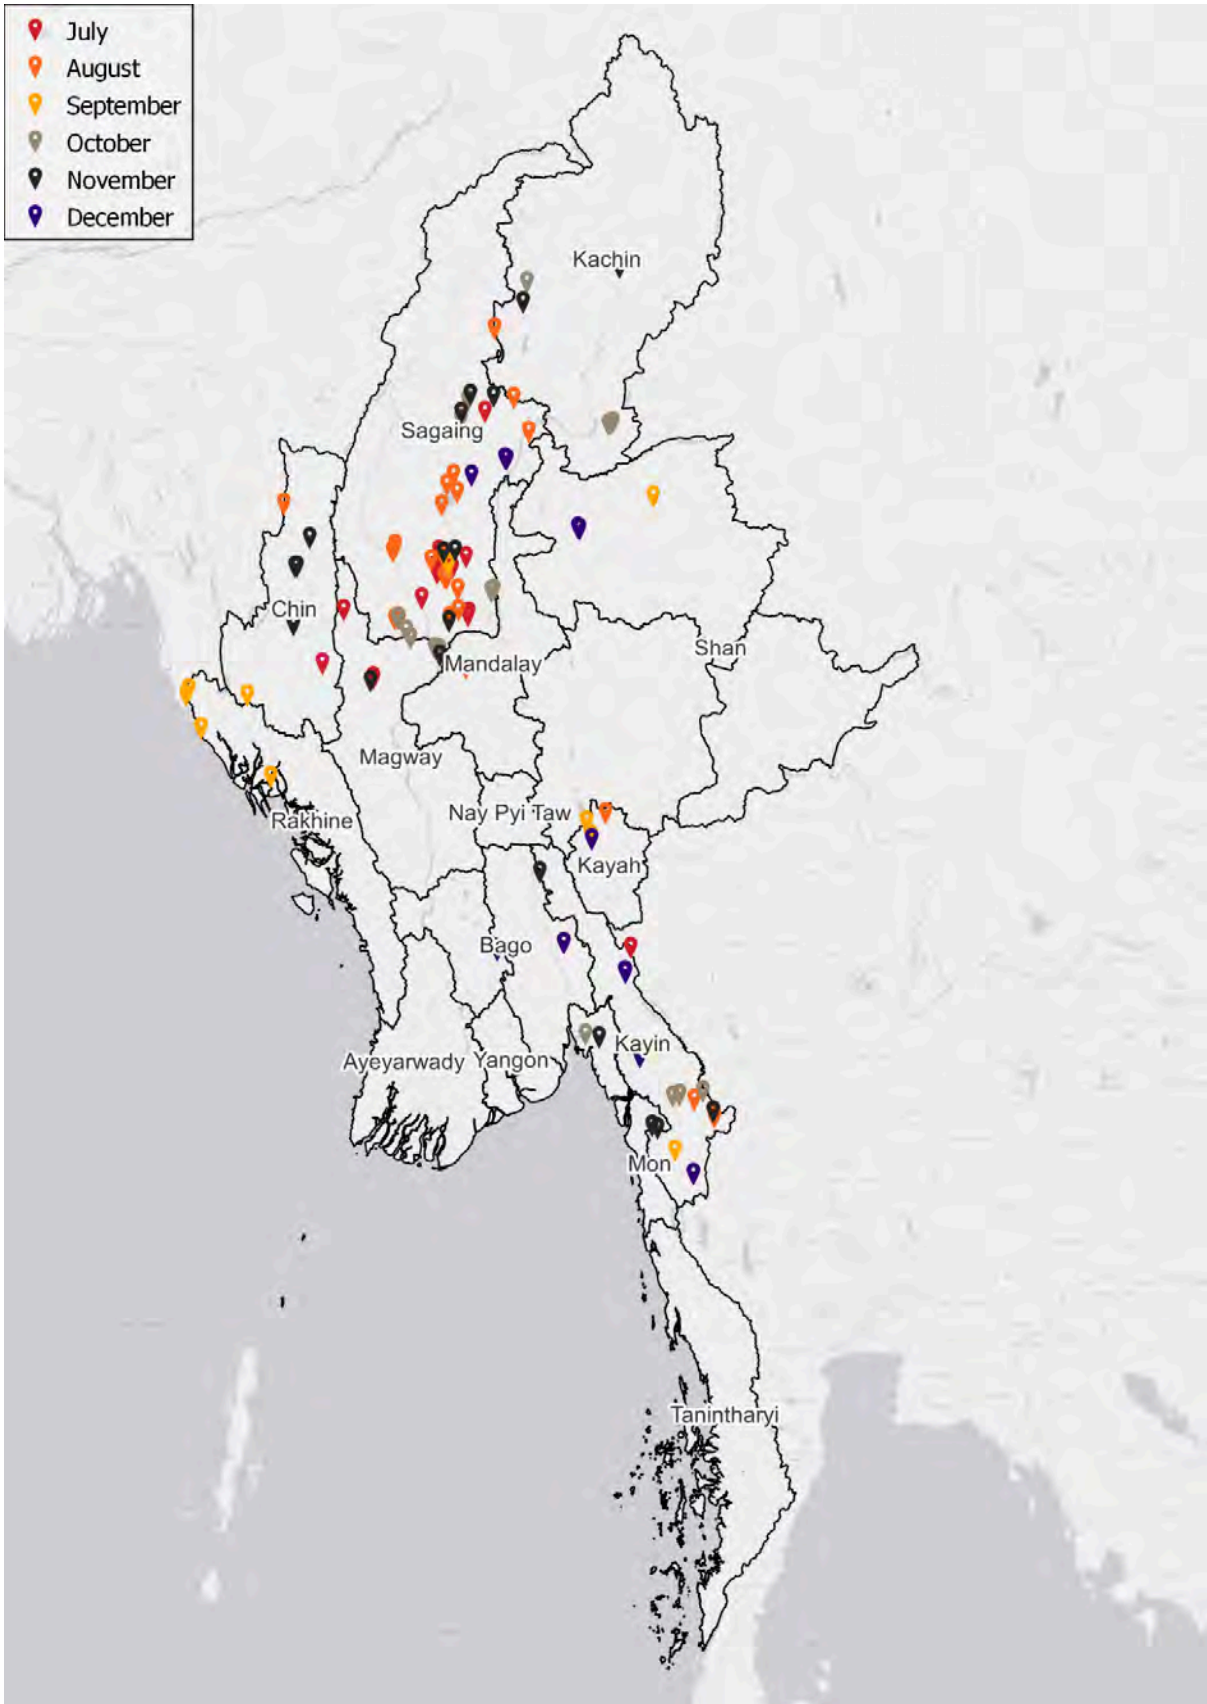 July
August
September
October
November
December
Kachin
Sagaing
Chin
Shan
Mandalay
Magway
Nay Pyi Taw
Rakhine
Kayah
Bago
Kayin
Ayeyarwady
Yangon
Mon
Tanintharyi